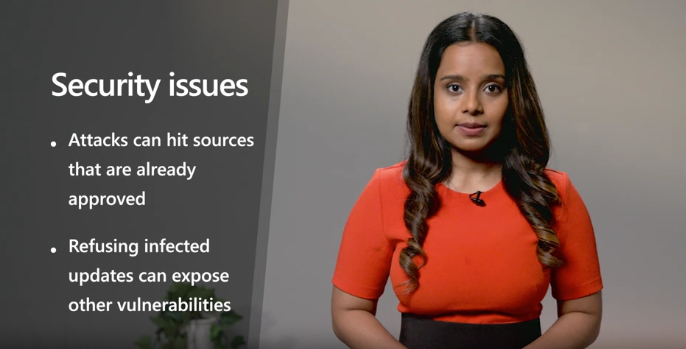 Security issues
• Attacks can hit sources
that are already
approved
• Refusing infected
updates can expose
other vulnerabilities